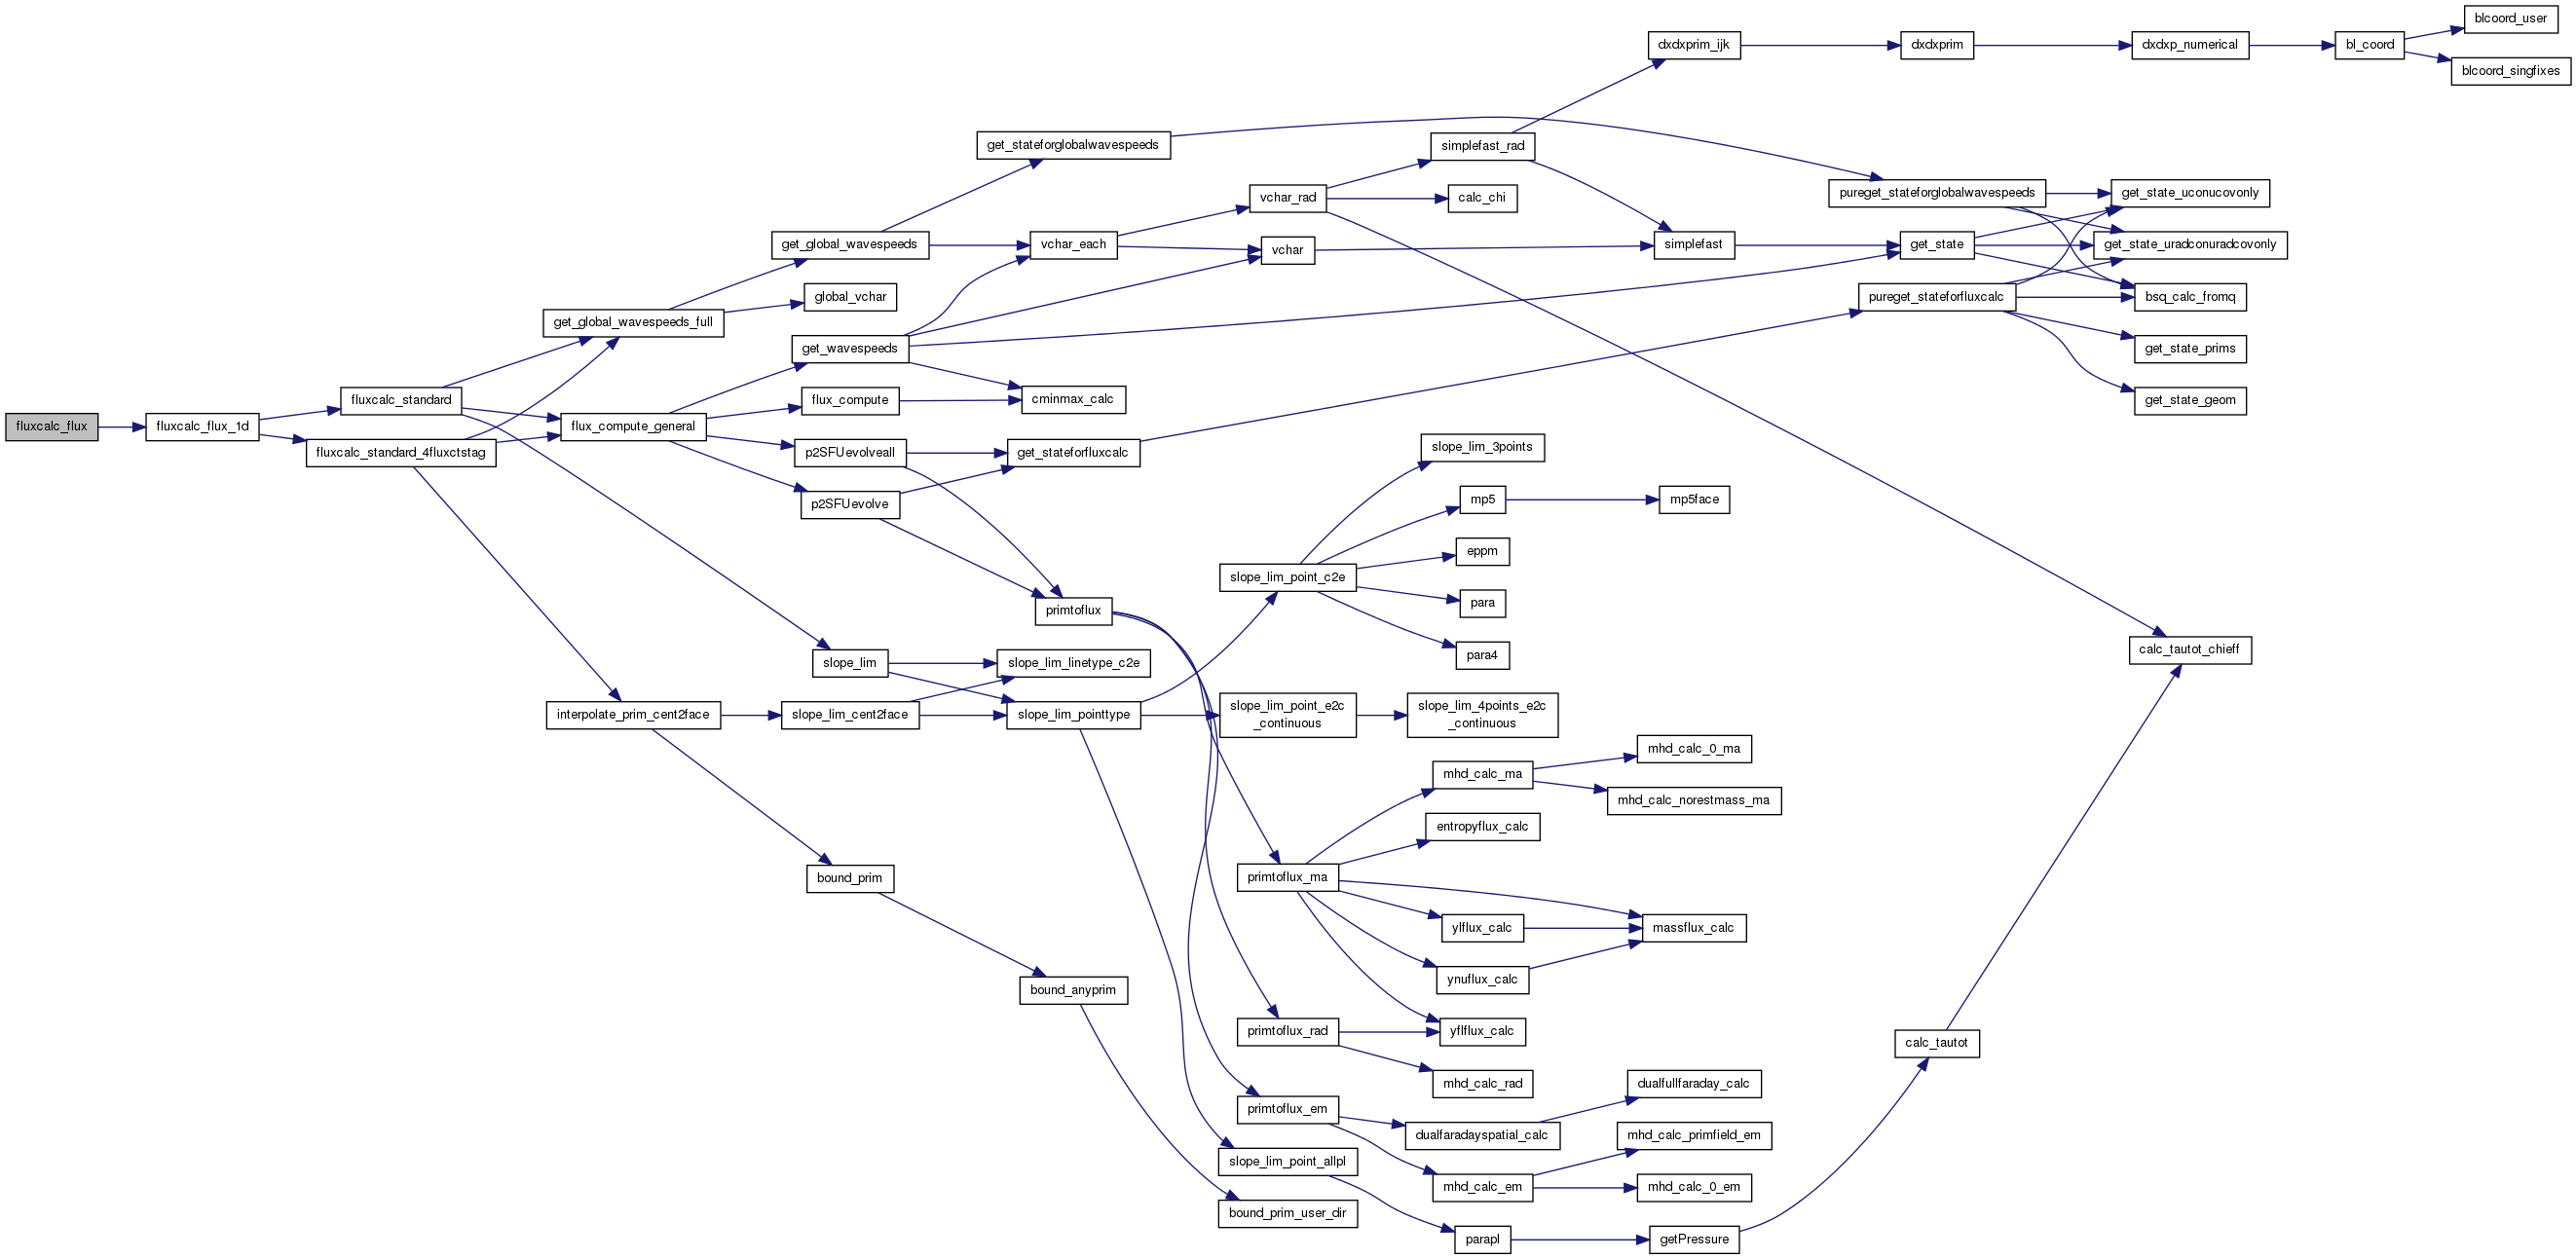 fluxcalc_flux
fluxcalc_flux_1d
fluxcalc_standard
fluxcalc_standard_4fluxctstag
get_global_wavespeeds_full
flux_compute_general
interpolate_prim_cent2face
get_global_wavespeeds
global_vchar
get_wavespeeds
flux_compute
p2SFUevolveall
p2SFUevolve
slope_lim
slope_lim_cent2face
bound_prim
get_stateforglobalwavespeeds
vchar_each
cminmax_calc
get_stateforfluxcalc
primtoflux
slope_lim_linetype_c2e
slope_lim_pointtype
bound_anyprim
vchar_rad
vchar
slope_lim_point_c2e
slope_lim_point_e2c
_continuous
primtoflux_ma
primtoflux_rad
primtoflux_em
slope_lim_point_allpl
bound_prim_user_dir
simplefast_rad
calc_chi
slope_lim_3points
mp5
eppm
para
para4
slope_lim_4points_e2c
_continuous
mhd_calc_ma
entropyflux_calc
ylflux_calc
ynuflux_calc
yflflux_calc
mhd_calc_rad
dualfaradayspatial_calc
mhd_calc_em
parapl
dxdxprim_ijk
simplefast
mp5face
mhd_calc_0_ma
mhd_calc_norestmass_ma
massflux_calc
dualfullfaraday_calc
mhd_calc_primfield_em
mhd_calc_0_em
getPressure
dxdxprim
pureget_stateforglobalwavespeeds
get_state
pureget_stateforfluxcalc
calc_tautot
dxdxp_numerical
get_state_uconucovonly
get_state_uradconuradcovonly
bsq_calc_fromq
get_state_prims
get_state_geom
calc_tautot_chieff
bl_coord
blcoord_user
blcoord_singfixes